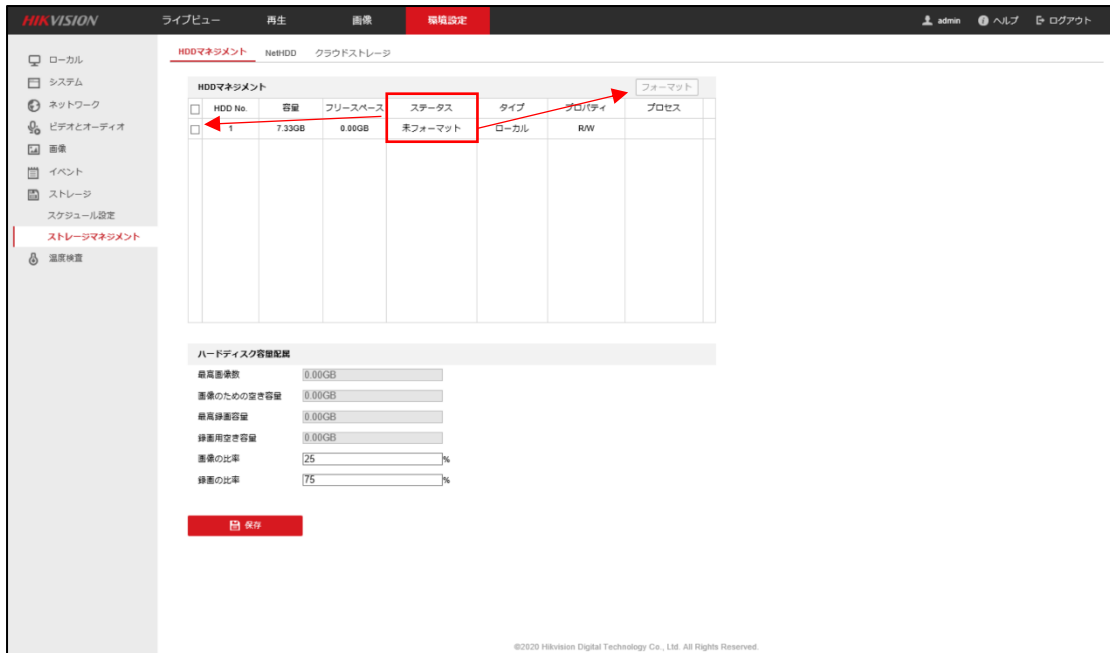 HIKVISION ライブビュー 再生 画像 環境設定 admin ヘルプ ログアウト
HDDマネジメント NetHDD クラウドストレージ
ローカル
システム
ネットワーク
ビデオとオーディオ
画像
イベント
ストレージ
スケジュール設定
ストレージマネジメント
温度検査
HDDマネジメント フォーマット
HDD No. 容量 フリースペース ステータス タイプ プロパティ プロセス
1 7.33GB 0.00GB 未フォーマット ローカル R/W
ハードディスク容量配属
最高画像数 0.00GB
画像のための空き容量 0.00GB
最高録画容量 0.00GB
録画用空き容量 0.00GB
画像の比率 25 %
録画の比率 75 %
保存
©2020 Hikvision Digital Technology Co., Ltd. All Rights Reserved.